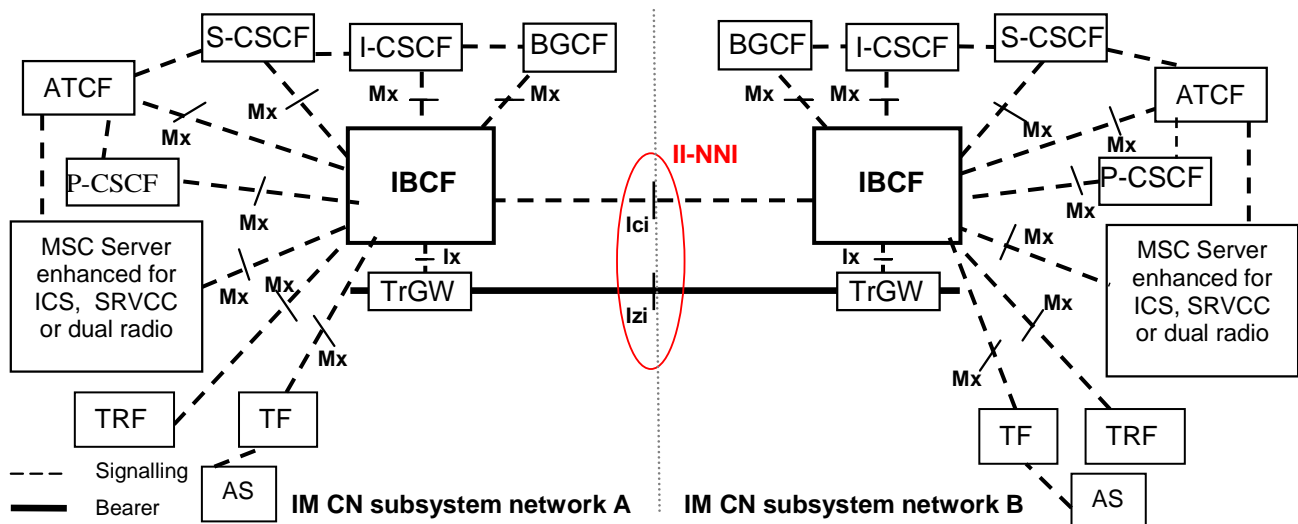 S-CSCF
I-CSCF
BGCF
BGCF
I-CSCF
S-CSCF
ATCF
ATCF
Mx
Mx
Mx
Mx
Mx
Mx
Mx
Mx
II-NNI
P-CSCF
IBCF
IBCF
P-CSCF
Mx
Mx
Ici
MSC Server
enhanced for
ICS, SRVCC
or dual radio
Mx
Mx
Mx
Ix
TrGW
Izi
Ix
TrGW
Mx
Mx
Mx
MSC Server
enhanced for
ICS, SRVCC
or dual radio
TRF
TF
TF
TRF
Signalling
Bearer
AS
IM CN subsystem network A
IM CN subsystem network B
AS